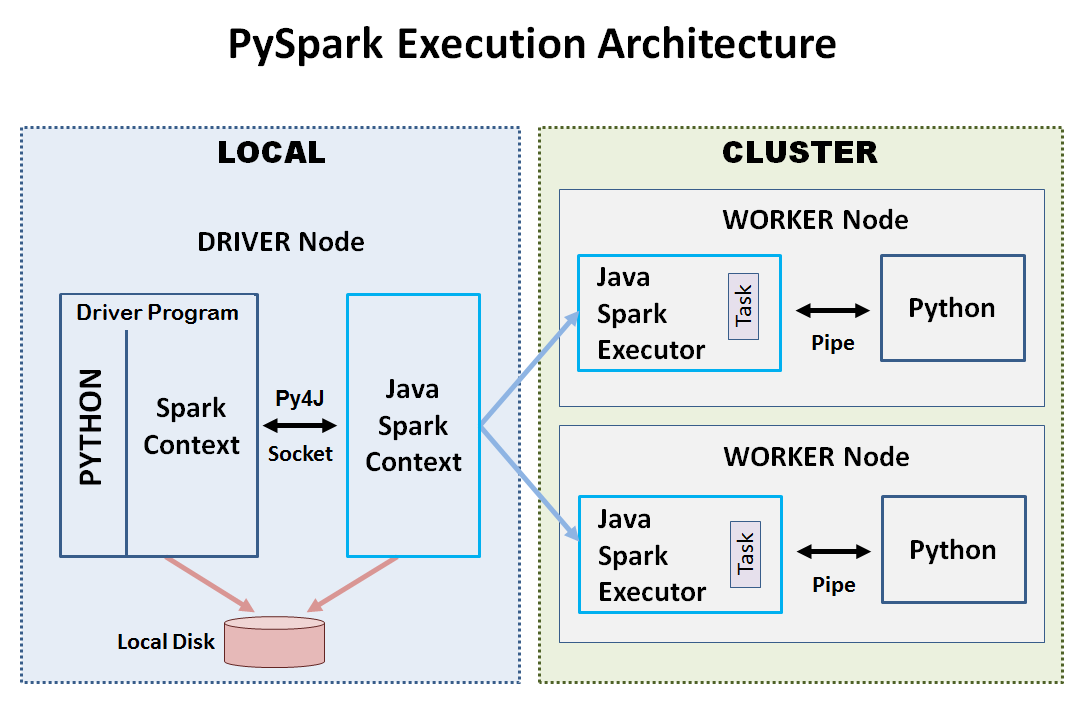 PySpark Execution Architecture
LOCAL
DRIVER Node
Driver Program
PYTHON
Spark
Context
Py4J
Socket
Java
Spark
Context
Local Disk
CLUSTER
WORKER Node
Java
Spark
Executor
Task
Pipe
Python
WORKER Node
Java
Spark
Executor
Task
Pipe
Python